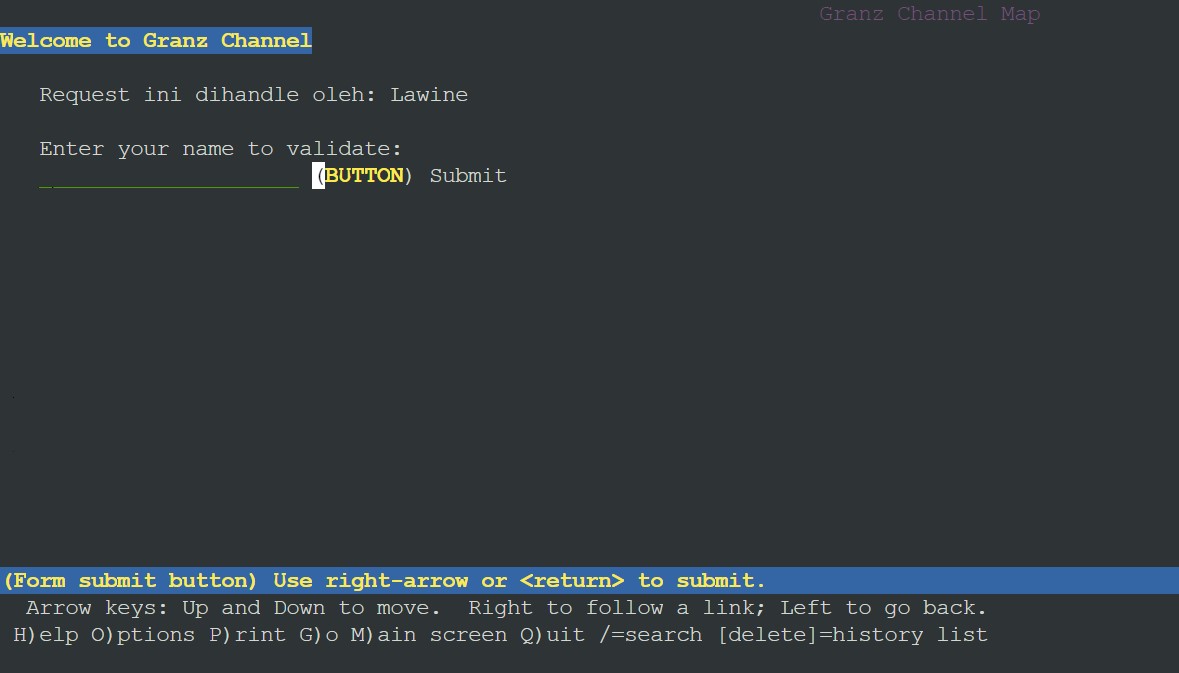 Granz Channel Map
Welcome to Granz Channel
Request ini dihandle oleh: Lawine
Enter your name to validate:
____________________ (BUTTON) Submit
(Form submit button) Use right-arrow or <return> to submit.
Arrow keys: Up and Down to move.  Right to follow a link; Left to go back.
H)elp O)ptions P)rint G)o M)ain screen Q)uit /=search [delete]=history list